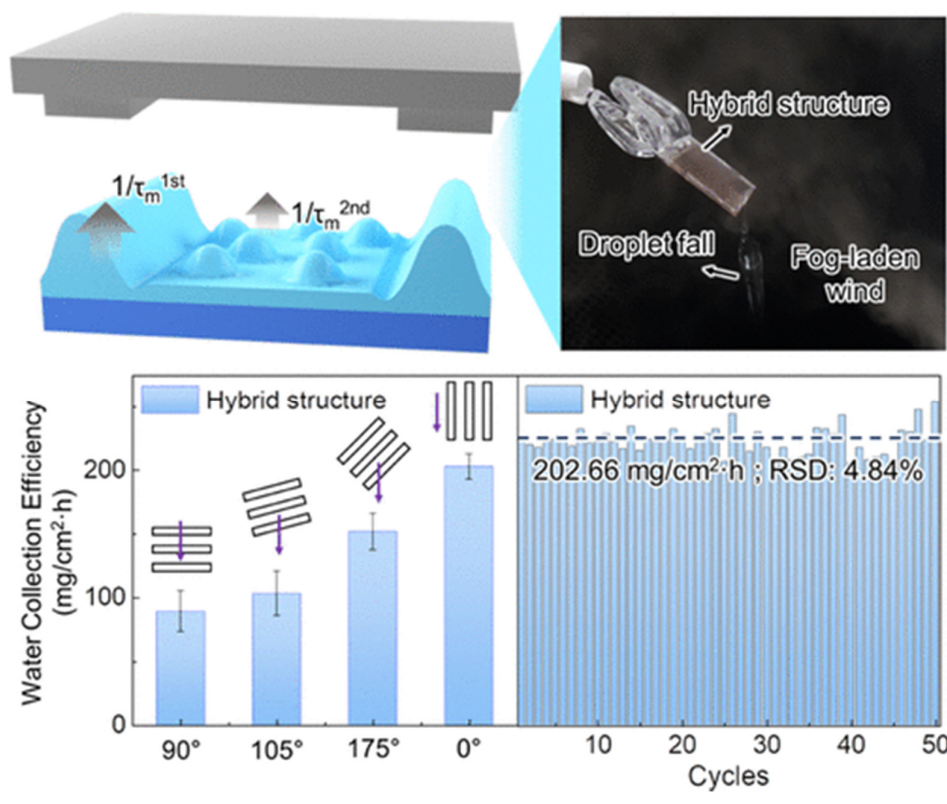 1/τm1st
1/τm2nd
Hybrid structure
Droplet fall
Fog-laden
wind
Water Collection Efficiency
(mg/cm²·h)
200
100
0
Hybrid structure
90°
105°
175°
0°
Hybrid structure
202.66 mg/cm²·h ; RSD: 4.84%
10
20
30
40
50
Cycles